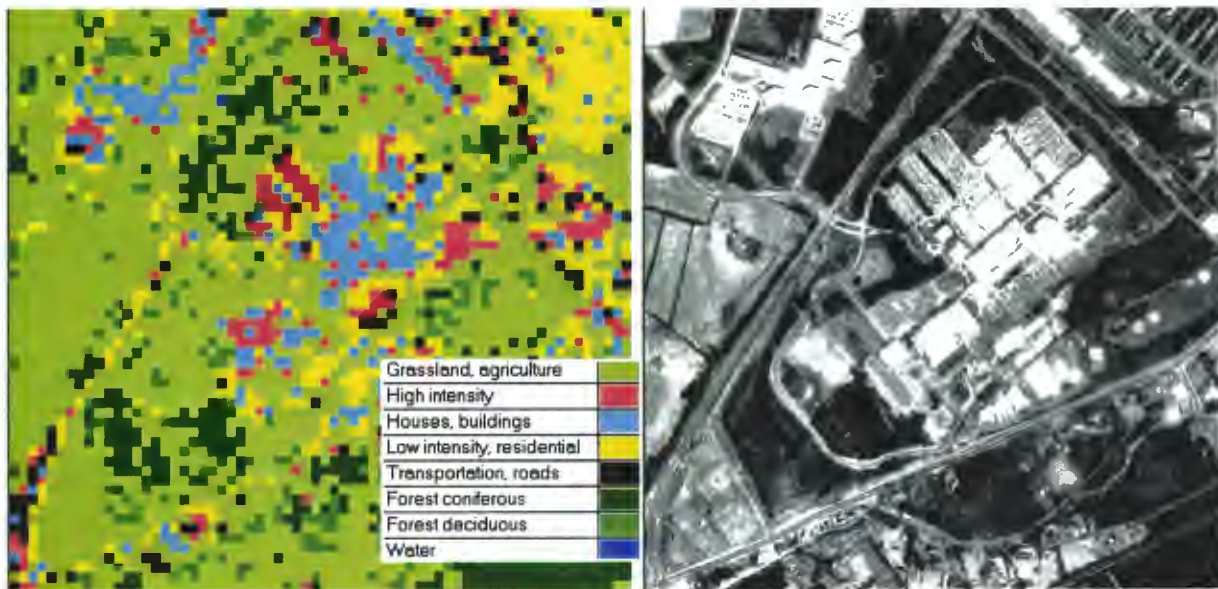 Grassland, agriculture
High intensity
Houses, buildings
Low intensity, residential
Transportation, roads
Forest coniferous
Forest deciduous
Water